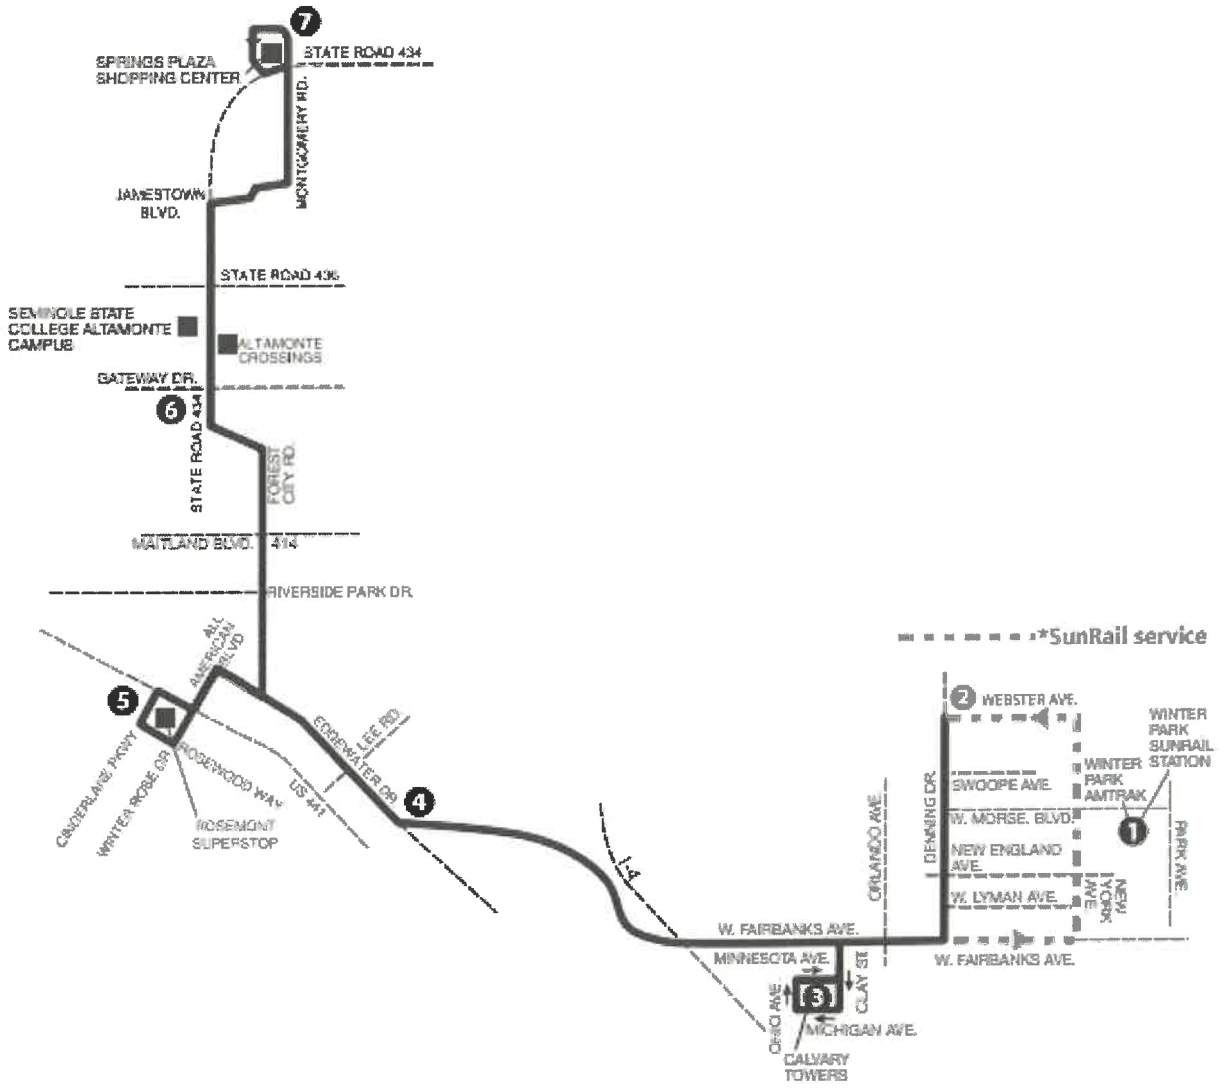 7
STATE ROAD 434
SPRINGS PLAZA
SHOPPING CENTER
MONTGOMERY RD.
JAMESTOWN
BLVD.
STATE ROAD 436
SEMINOLE STATE
COLLEGE ALTAMONTE
CAMPUS
ALTAMONTE
CROSSINGS
GATEWAY DR.
6
STATE ROAD 434
FOREST
CITY RD.
MAITLAND BLVD. 414
RIVERSIDE PARK DR.
ALL
AMERICAN
BLVD
*SunRail service
5
2
WEBSTER AVE.
WINTER
PARK
SUNRAIL
STATION
WINTER
PARK
AMTRAK
1
CINDERLANE PKWY
WINTER ROSE DR
ROSEWOOD WAY
US 441
EDGEWATER DR
LEE RD.
4
ROSEMONT
SUPERSTOP
I-4
ORLANDO AVE.
DENNING DR.
SWOOPE AVE.
W. MORSE. BLVD.
NEW ENGLAND
AVE.
W. LYMAN AVE.
NEW
YORK
AVE.
PARK AVE.
W. FAIRBANKS AVE.
W. FAIRBANKS AVE.
MINNESOTA AVE.
CLAY ST.
OHIO AVE.
3
MICHIGAN AVE.
CALVARY
TOWERS